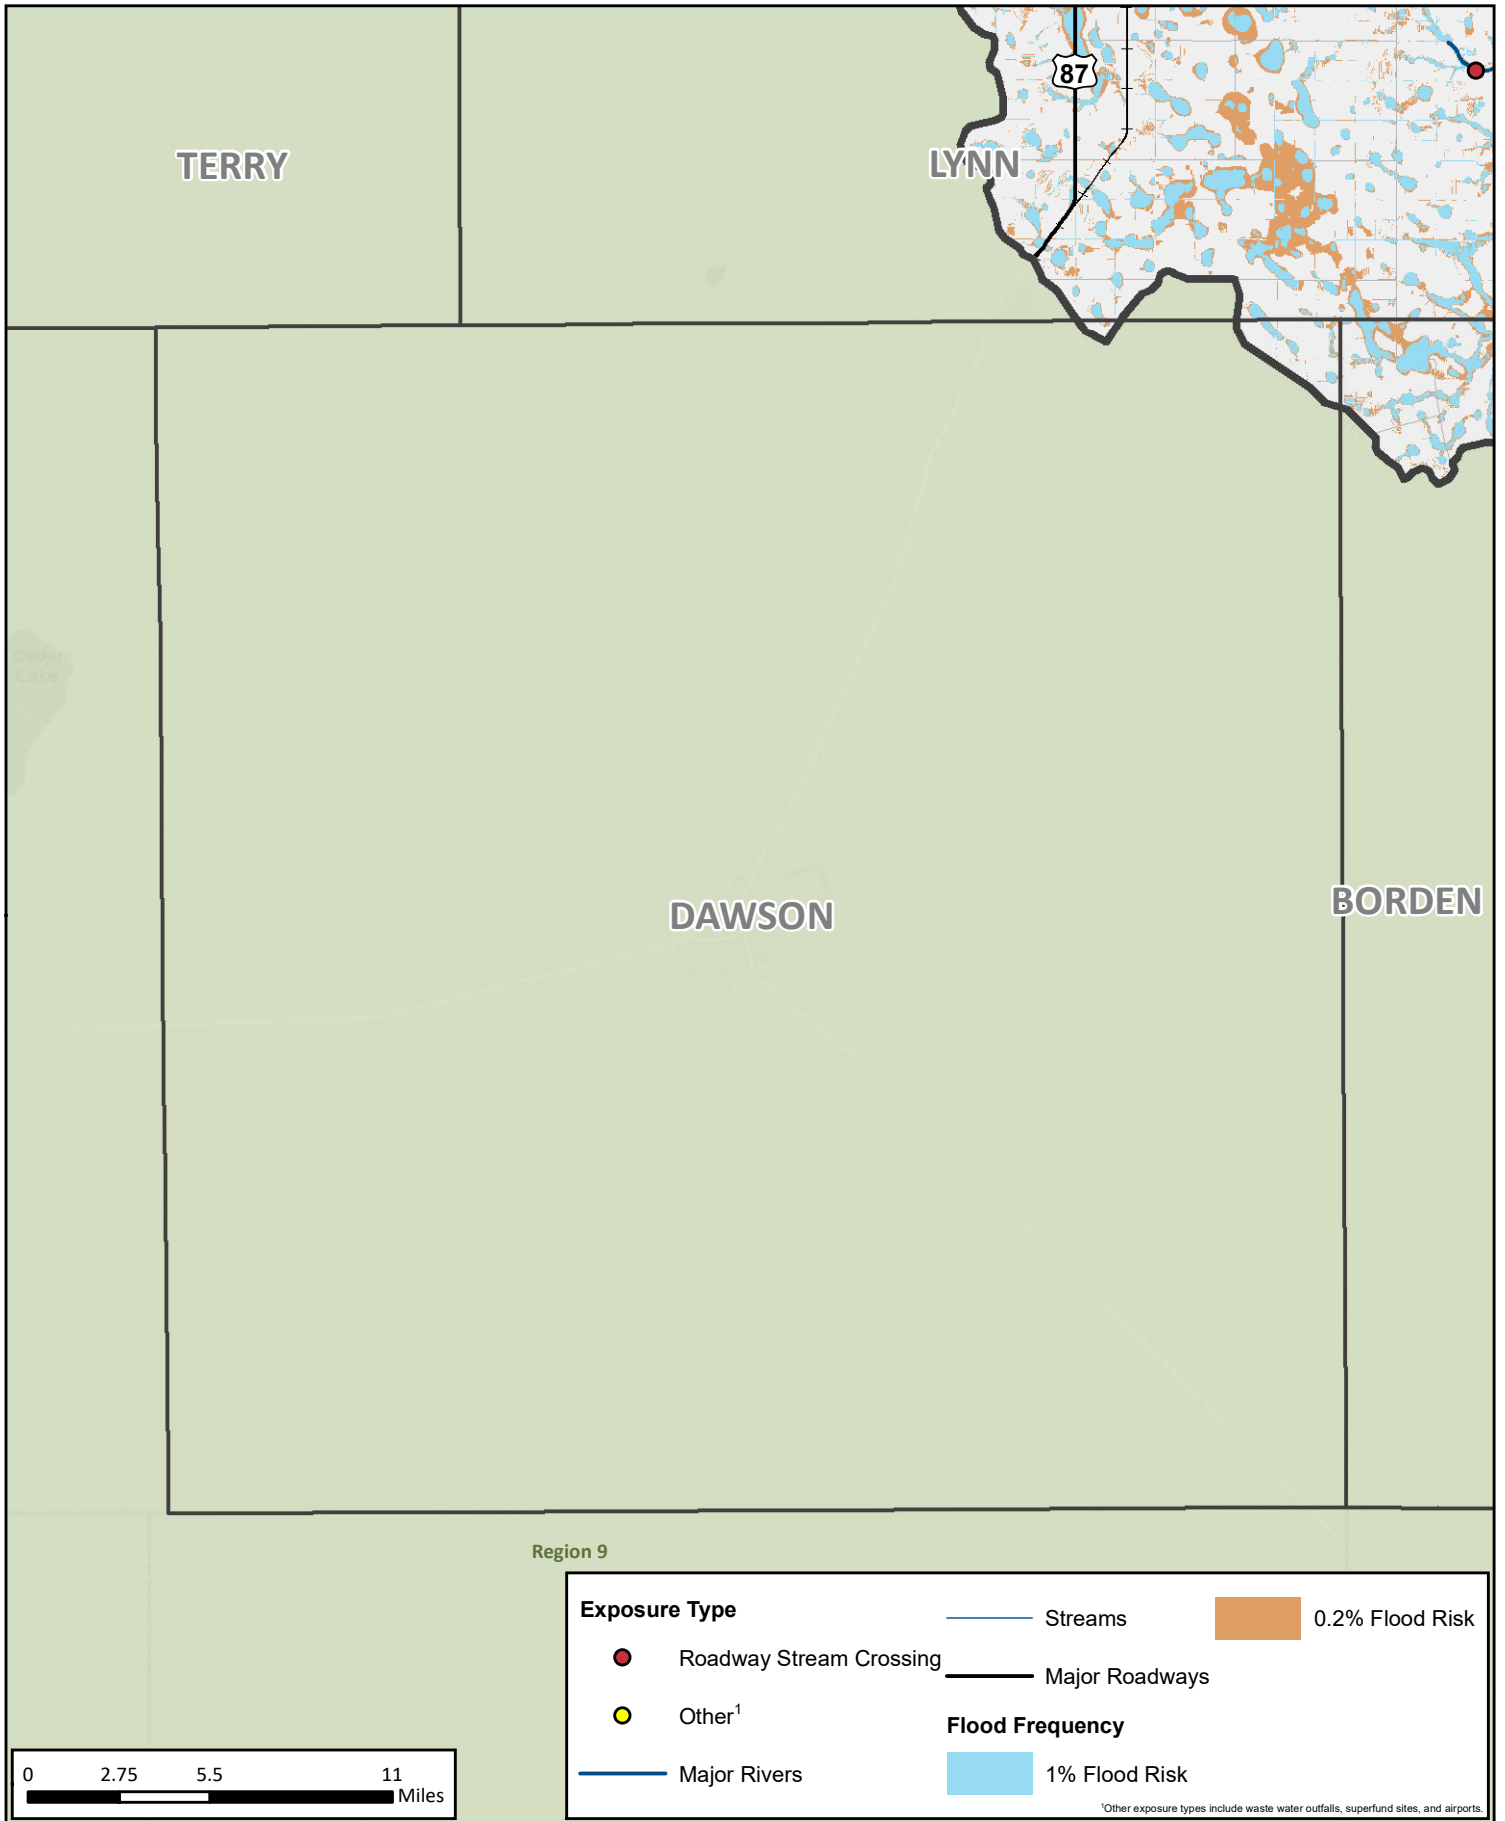 87
TERRY
LYNN
Cedar
Lake
DAWSON
BORDEN
Region 9
Exposure Type
Roadway Stream Crossing
Other1
Major Rivers
Streams
Major Roadways
Flood Frequency
1% Flood Risk
0.2% Flood Risk
1Other exposure types include waste water outfalls, superfund sites, and airports.
0 2.75 5.5 11
Miles